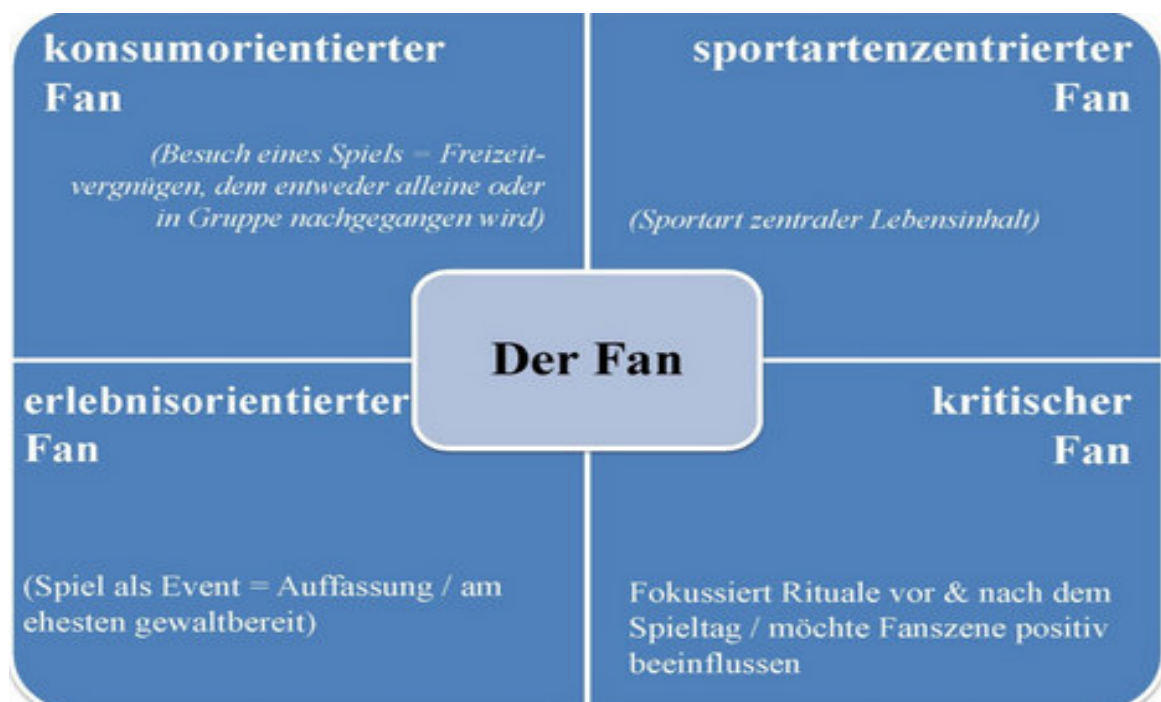 konsumorientierter
Fan
(Besuch eines Spiels = Freizeit-
vergnügen, dem entweder alleine oder
in Gruppe nachgegangen wird)
sportartenzentrierter
Fan
(Sportart zentraler Lebensinhalt)
Der Fan
erlebnisorientierter
Fan
(Spiel als Event = Auffassung / am
ehesten gewaltbereit)
kritischer
Fan
Fokussiert Rituale vor & nach dem
Spieltag / möchte Fanszene positiv
beeinflussen